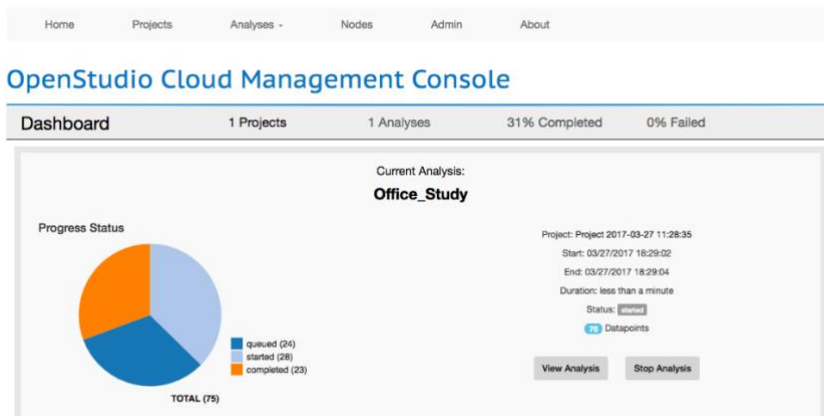 Home Projects Analyses Nodes Admin About
OpenStudio Cloud Management Console
Dashboard 1 Projects 1 Analyses 31% Completed 0% Failed
Current Analysis:
Office_Study
Progress Status
queued (24)
started (28)
completed (23)
TOTAL (75)
Project: Project 2017-03-27 11:28:35
Start: 03/27/2017 18:29:02
End: 03/27/2017 18:29:04
Duration: less than a minute
Status: started
75 Datapoints
View Analysis Stop Analysis